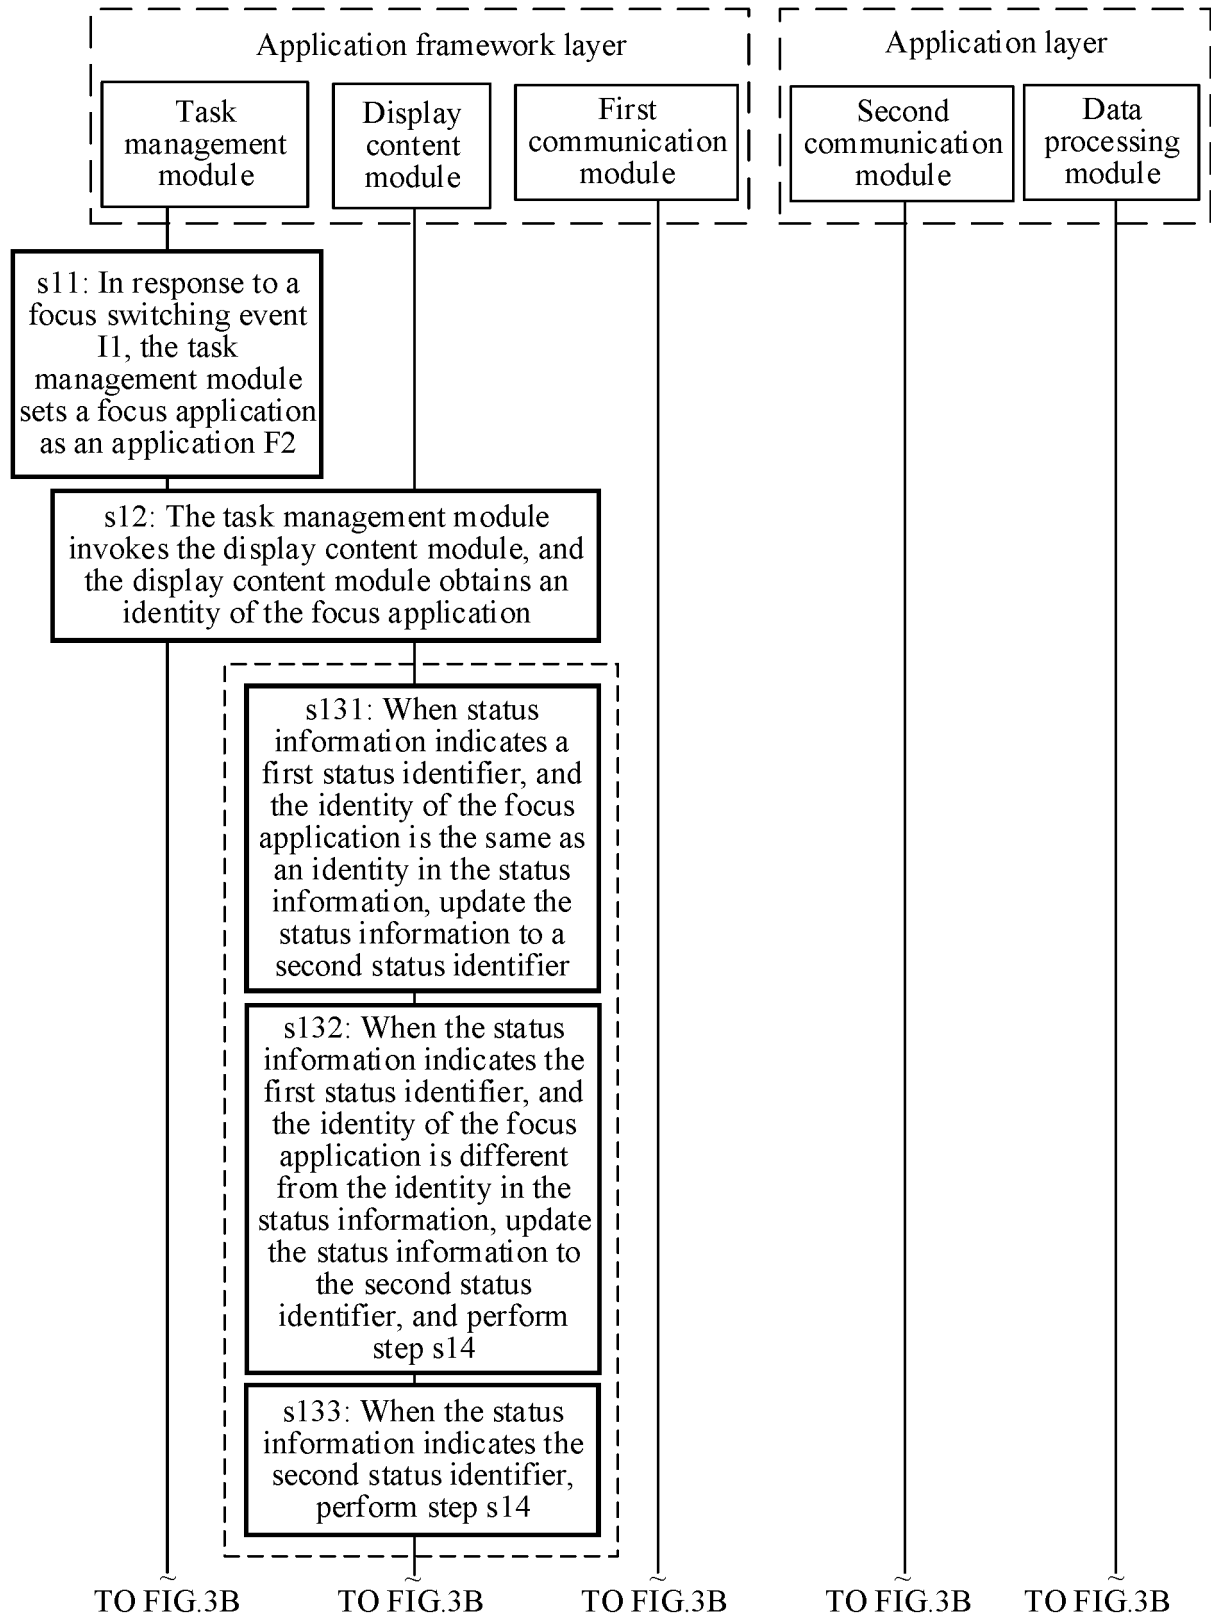 Application framework layer
Application layer
Task
management
module
Display
content
module
First
communication
module
Second
communication
module
Data
processing
module
s11: In response to a
focus switching event
I1, the task
management module
sets a focus application
as an application F2
s12: The task management module
invokes the display content module, and
the display content module obtains an
identity of the focus application
s131: When status
information indicates a
first status identifier, and
the identity of the focus
application is the same as
an identity in the status
information, update the
status information to a
second status identifier
s132: When the status
information indicates the
first status identifier, and
the identity of the focus
application is different
from the identity in the
status information, update
the status information to
the second status
identifier, and perform
step s14
s133: When the status
information indicates the
second status identifier,
perform step s14
TO FIG.3B
TO FIG.3B
TO FIG.3B
TO FIG.3B
TO FIG.3B